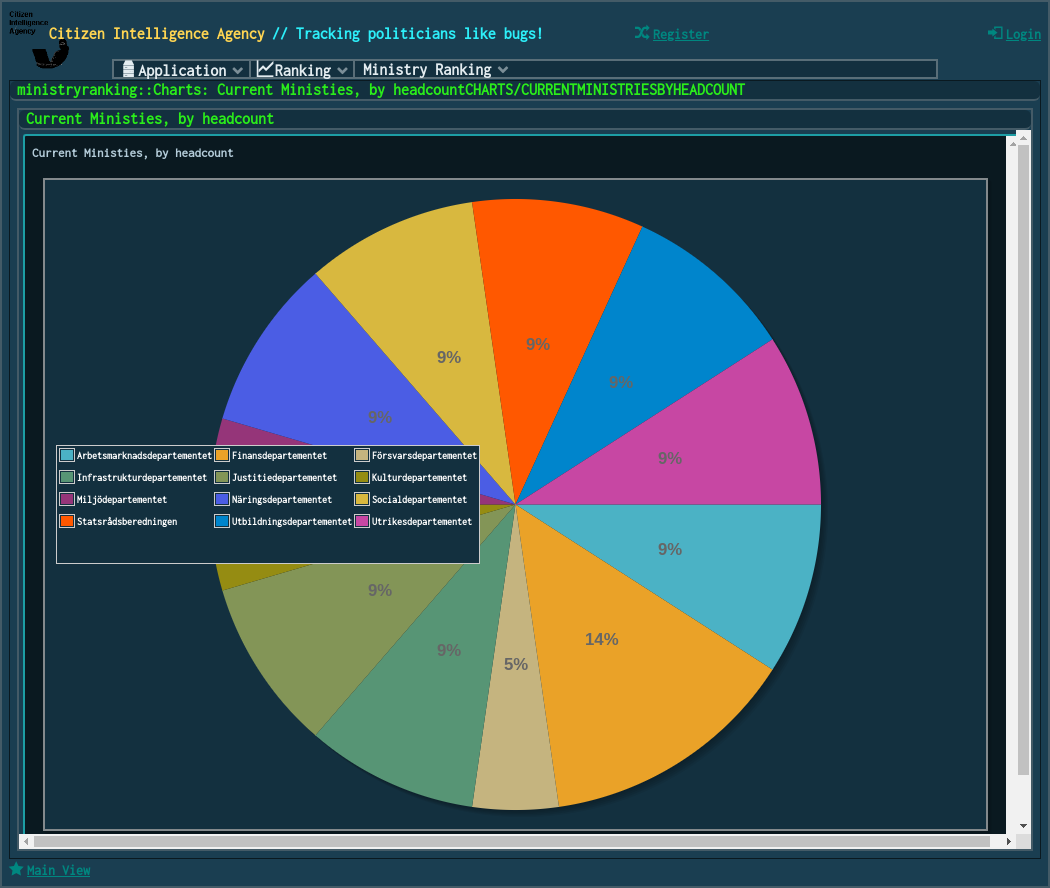 Citizen
Intelligence
Agency
Citizen Intelligence Agency // Tracking politicians like bugs!
Register
Login
Application
Ranking
Ministry Ranking
ministryranking::Charts: Current Ministies, by headcountCHARTS/CURRENTMINISTRIESBYHEADCOUNT
Current Ministies, by headcount
Current Ministies, by headcount
9%
9%
9%
9%
9%
Arbetsmarknadsdepartementet Finansdepartementet Försvarsdepartementet
Infrastrukturdepartementet Justitiedepartementet Kulturdepartementet
Miljödepartementet Näringsdepartementet Socialdepartementet
Statsrådsberedningen Utbildningsdepartementet Utrikesdepartementet
9%
9%
14%
9%
5%
Main View